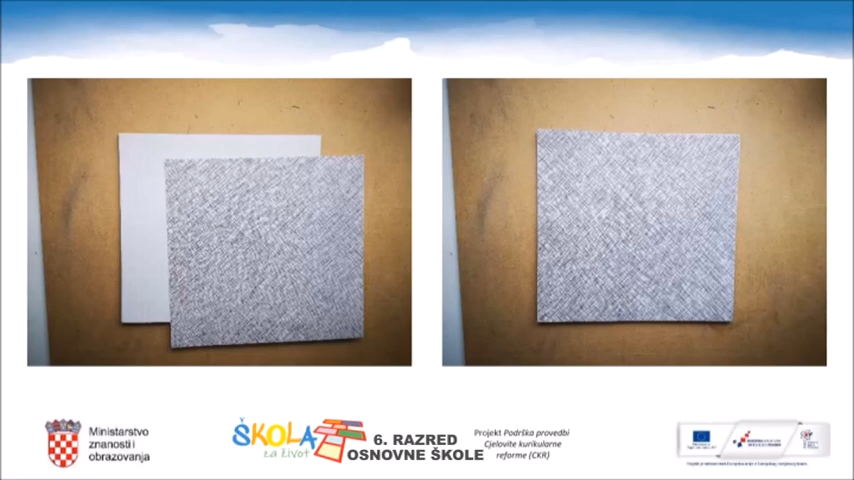 Ministarstvo
znanosti i
obrazovanja
ŠKOLA
za život
6. RAZRED
OSNOVNE ŠKOLE
Projekt Podrška provedbi
Cjelovite kurikularne
reforme (CKR)